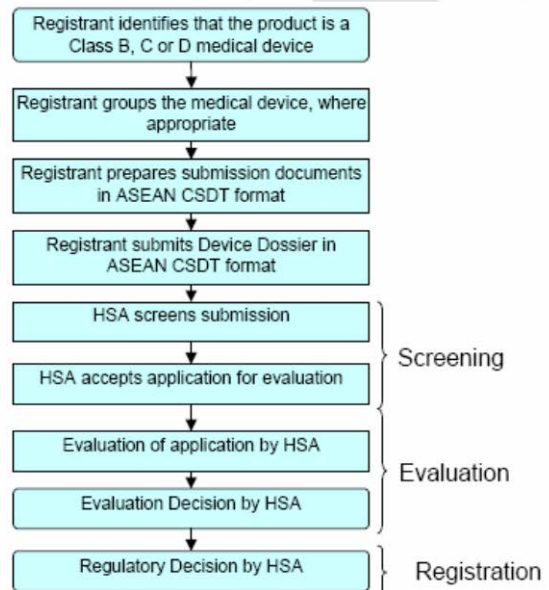 Registrant identifies that the product is a
Class B, C or D medical device
Registrant groups the medical device, where
appropriate
Registrant prepares submission documents
in ASEAN CSDT format
Registrant submits Device Dossier in
ASEAN CSDT format
HSA screens submission
HSA accepts application for evaluation
Screening
Evaluation of application by HSA
Evaluation Decision by HSA
Evaluation
Regulatory Decision by HSA
Registration